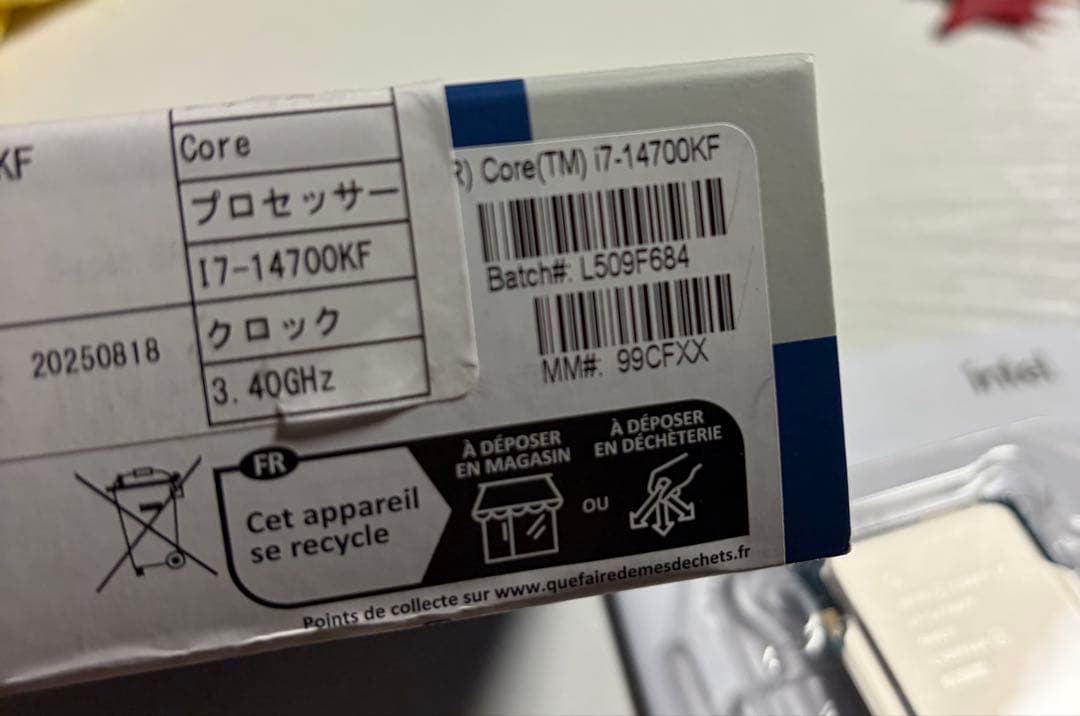 KF
20250818
Core
プロセッサー
I7-14700KF
クロック
3.40GHz
R) Core(TM) i7-14700KF
Batch#: L509F684
MM#: 99CFXX
FR
Cet appareil
se recycle
À DÉPOSER
EN MAGASIN
OU
À DÉPOSER
EN DÉCHÈTERIE
Points de collecte sur www.quefairedemesdechets.fr
intel